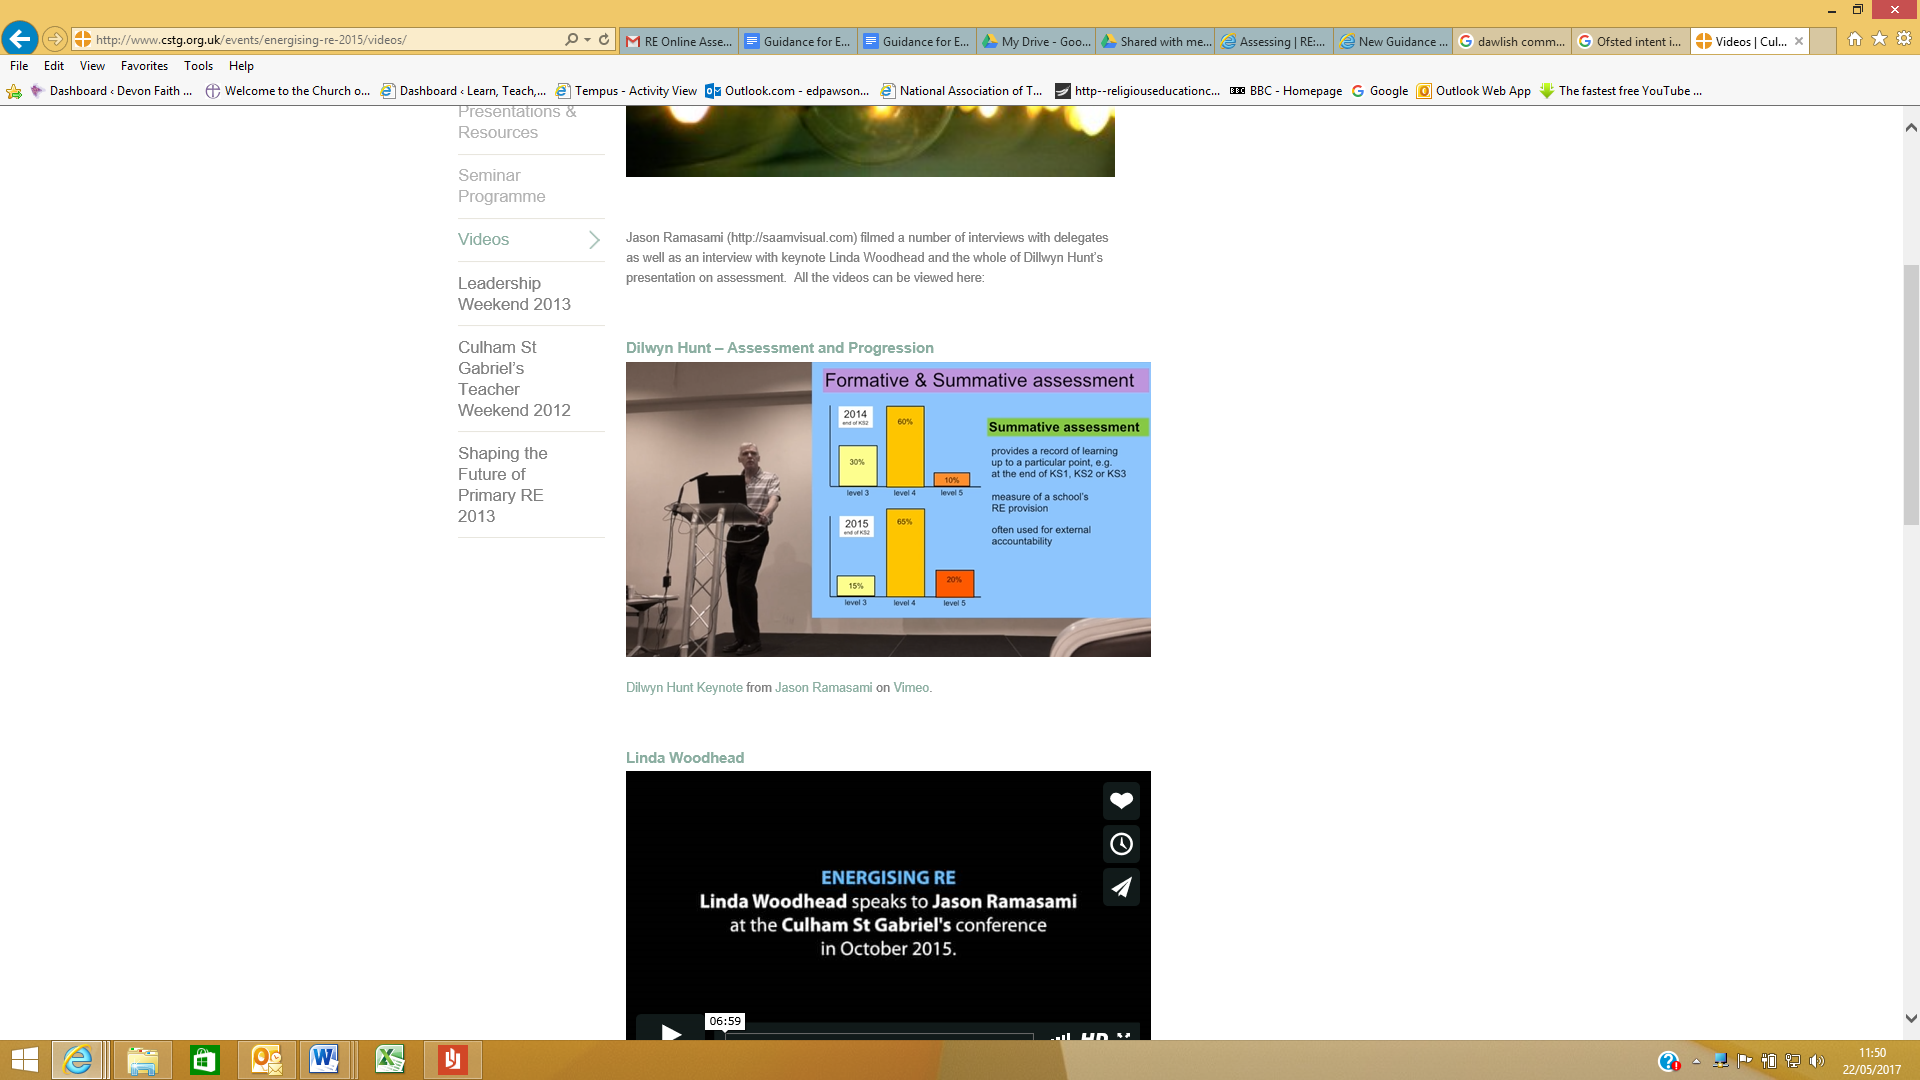 http://www.cstg.org.uk/events/energising-re-2015/videos/
RE Online Asse...
Guidance for E...
Guidance for E...
My Drive - Goo...
Shared with me...
Assessing | RE:...
New Guidance ...
dawlish comm...
Ofsted intent i...
Videos | Cul...
File Edit View Favorites Tools Help
Dashboard ‹ Devon Faith ...
Welcome to the Church o...
Dashboard ‹ Learn, Teach,...
Tempus - Activity View
Outlook.com - edpawson...
National Association of T...
http--religiouseducationc...
BBC - Homepage
Google
Outlook Web App
The fastest free YouTube ...
Presentations &
Resources
Seminar
Programme
Videos
Leadership
Weekend 2013
Culham St
Gabriel's
Teacher
Weekend 2012
Shaping the
Future of
Primary RE
2013
Jason Ramasami (http://saamvisual.com) filmed a number of interviews with delegates
as well as an interview with keynote Linda Woodhead and the whole of Dillwyn Hunt's
presentation on assessment.  All the videos can be viewed here:
Dilwyn Hunt – Assessment and Progression
Formative & Summative assessment
2014
end of KS2
60%
30%
10%
level 3 level 4 level 5
2015
end of KS2
65%
15%
20%
level 3 level 4 level 5
Summative assessment
provides a record of learning
up to a particular point, e.g.
at the end of KS1, KS2 or KS3
measure of a school's
RE provision
often used for external
accountability
Dilwyn Hunt Keynote from Jason Ramasami on Vimeo.
Linda Woodhead
ENERGISING RE
Linda Woodhead speaks to Jason Ramasami
at the Culham St Gabriel's conference
in October 2015.
06:59
HD
11:50
22/05/2017